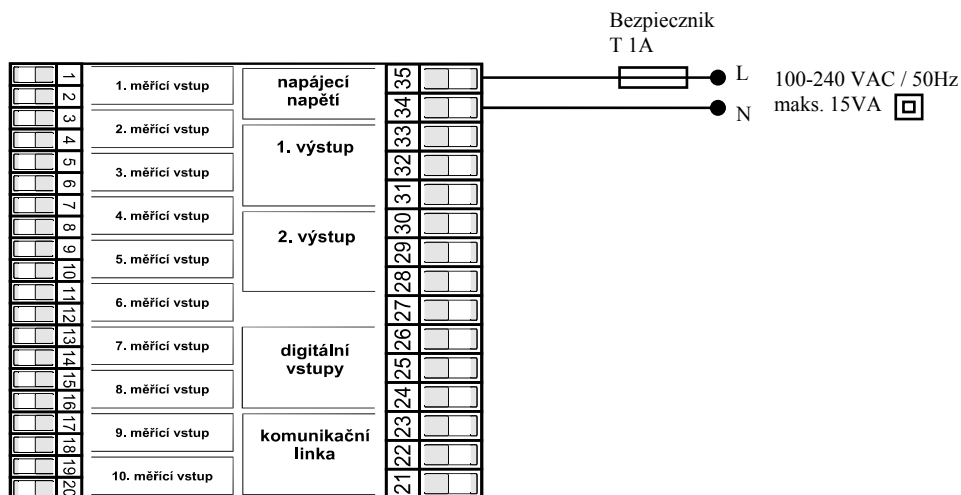 Bezpiecznik
T 1A
L
100-240 VAC / 50Hz
N
maks. 15VA
1
2
3
4
5
6
7
8
9
10
11
12
13
14
15
16
17
18
19
20
1. měřící vstup
2. měřící vstup
3. měřící vstup
4. měřící vstup
5. měřící vstup
6. měřící vstup
7. měřící vstup
8. měřící vstup
9. měřící vstup
10. měřící vstup
napájecí
napětí
1. výstup
2. výstup
digitální
vstupy
komunikační
linka
35
34
33
32
31
30
29
28
27
26
25
24
23
22
21